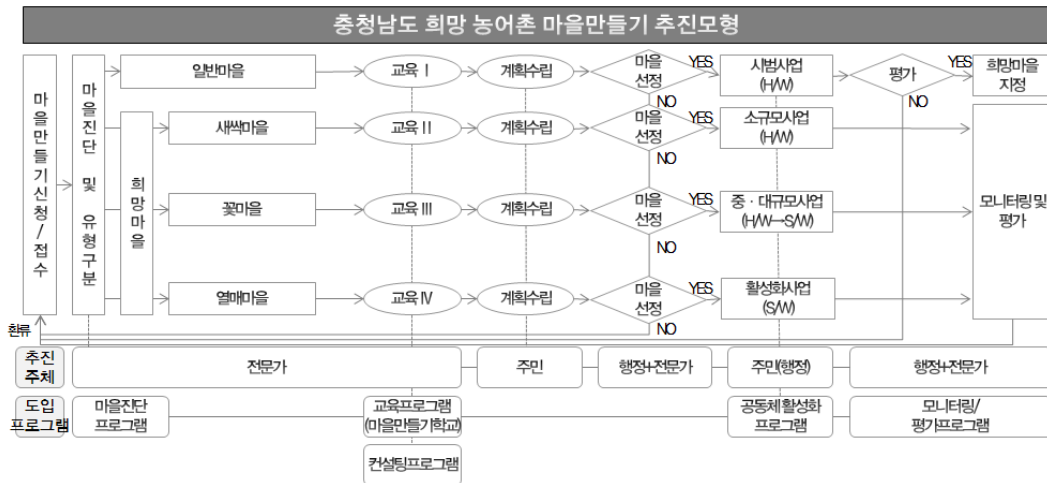 충청남도 희망 농어촌 마을만들기 추진모형
마을만들기신청/접수
마을진단 및 유형구분
희망마을
일반마을
교육 Ⅰ
계획수립
마을
선정
YES
NO
시범사업
(H/W)
평가
YES
NO
희망마을
지정
새싹마을
교육 Ⅱ
계획수립
마을
선정
YES
NO
소규모사업
(H/W)
꽃마을
교육 Ⅲ
계획수립
마을
선정
YES
NO
중·대규모사업
(H/W→S/W)
모니터링 및
평가
열매마을
교육 Ⅳ
계획수립
마을
선정
YES
NO
활성화사업
(S/W)
환류
추진
주체
전문가
주민
행정+전문가
주민(행정)
행정+전문가
도입
프로그램
마을진단
프로그램
교육프로그램
(마을만들기학교)
공동체 활성화
프로그램
모니터링/
평가프로그램
컨설팅프로그램